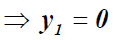 ⇒ y₁ = 0